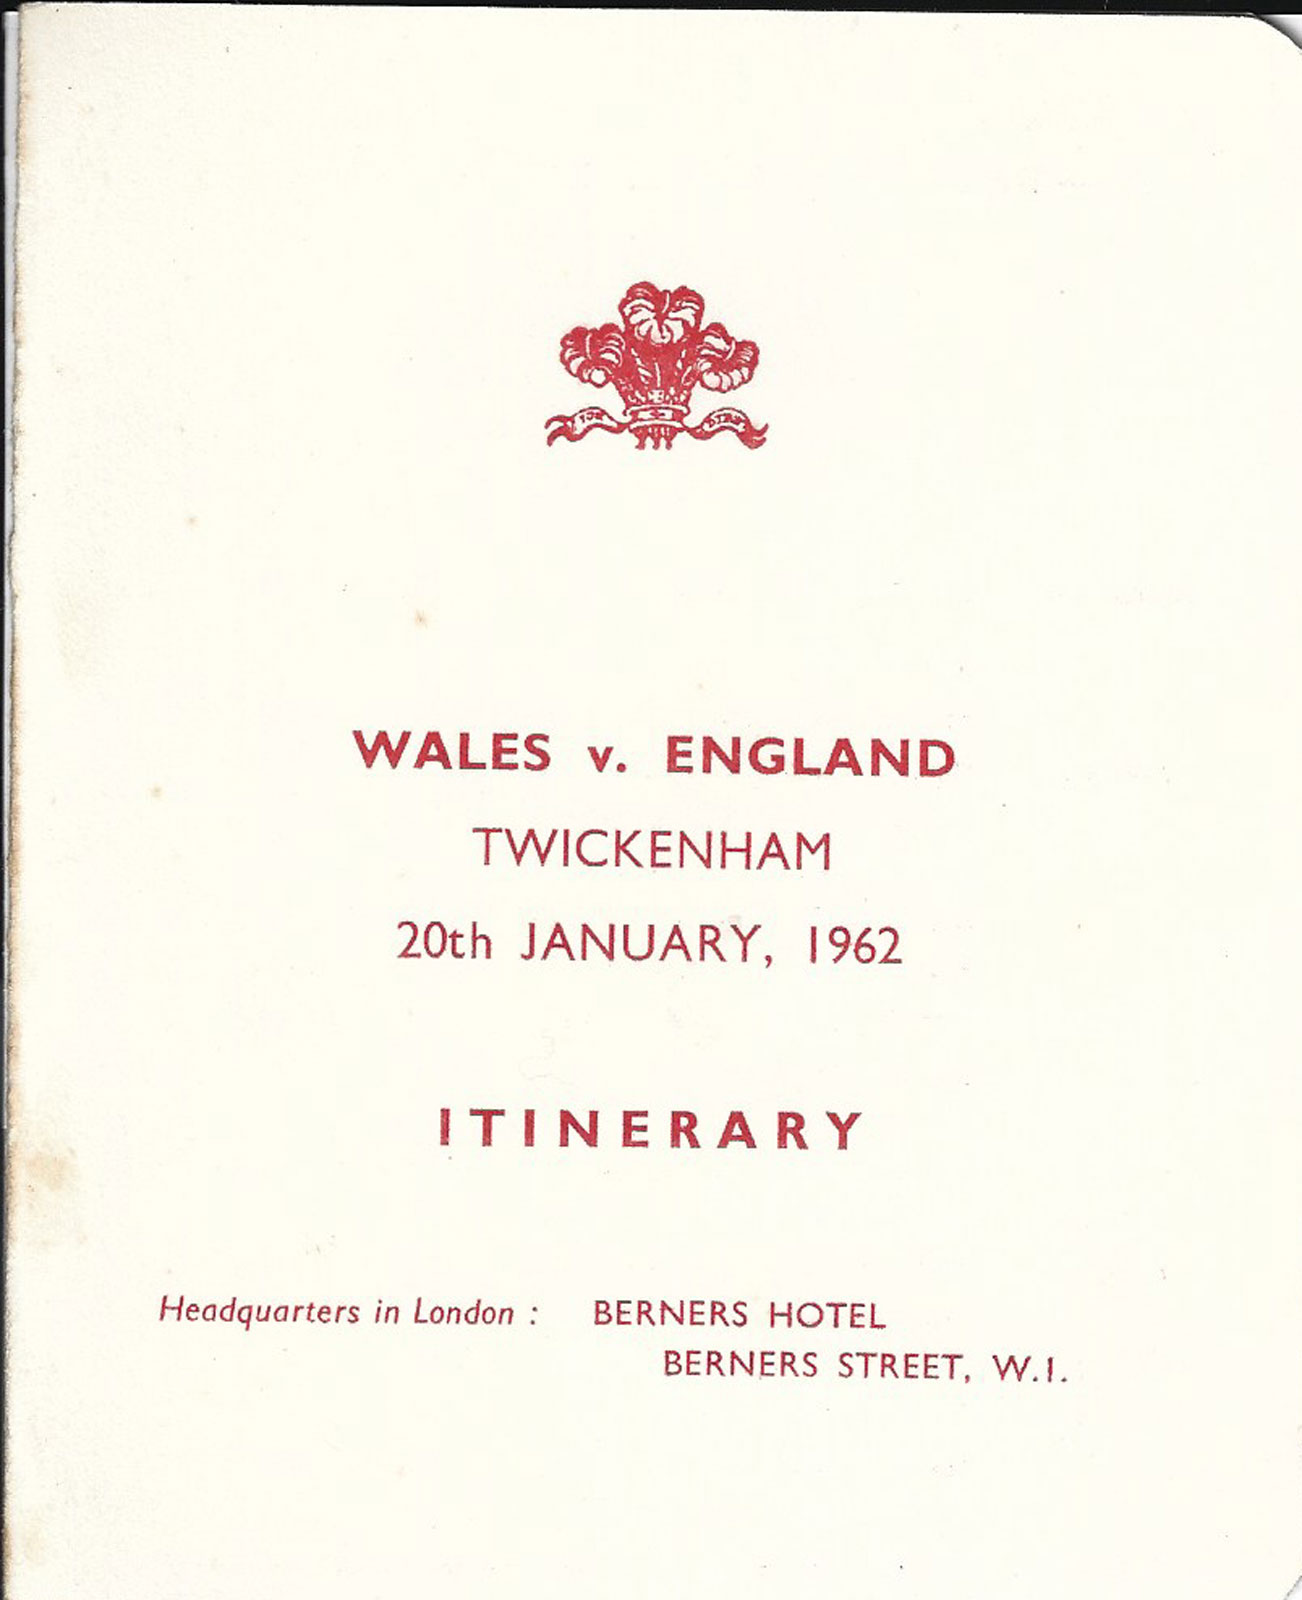 WALES v. ENGLAND
TWICKENHAM
20th JANUARY, 1962
ITINERARY
Headquarters in London : BERNERS HOTEL
BERNERS STREET, W.1.